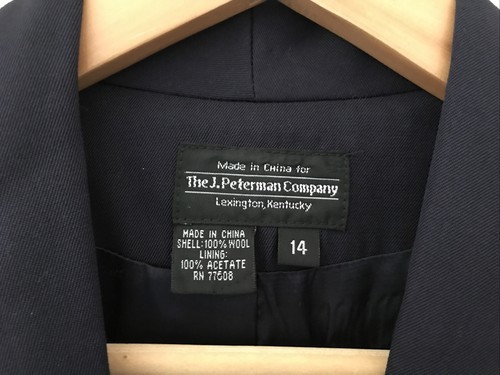 Made in China for
The J. Peterman Company
Lexington, Kentucky
MADE IN CHINA
SHELL: 100% WOOL
LINING:
100% ACETATE
RN 77608
14